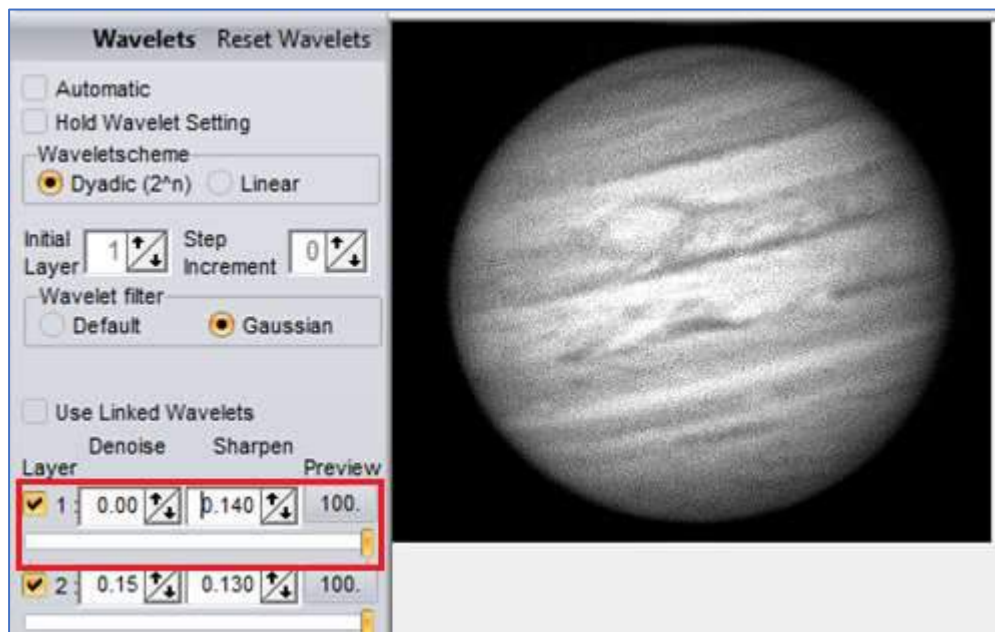 Wavelets Reset Wavelets
Automatic
Hold Wavelet Setting
Waveletscheme
Dyadic (2^n) Linear
Initial Layer 1 Step Increment 0
Wavelet filter
Default Gaussian
Use Linked Wavelets
Denoise Sharpen
Layer Preview
1 : 0.00 0.140 100.
2 : 0.15 0.130 100.